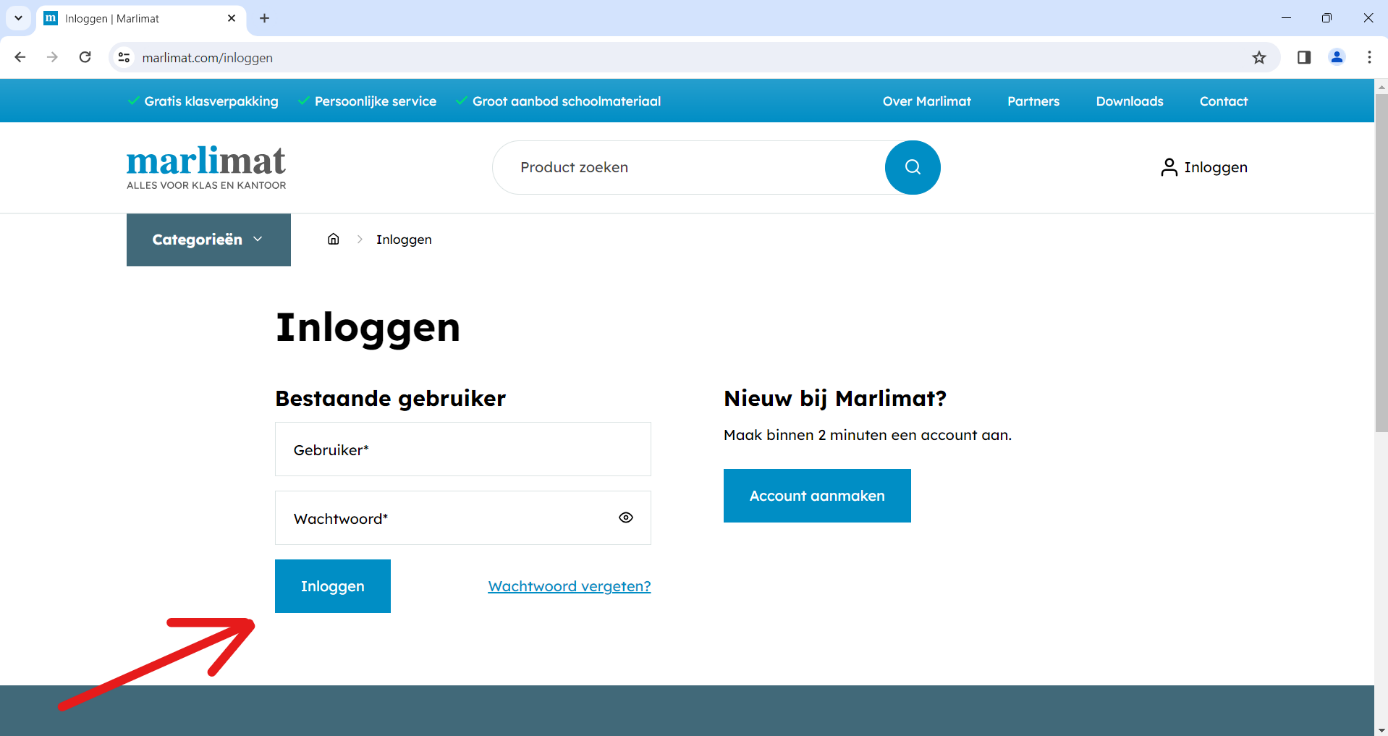 Inloggen | Marlimat
marlimat.com/inloggen
Gratis klasverpakking Persoonlijke service Groot aanbod schoolmateriaal Over Marlimat Partners Downloads Contact
marlimat
ALLES VOOR KLAS EN KANTOOR
Product zoeken
Inloggen
Categorieën
Inloggen
Inloggen
Bestaande gebruiker
Gebruiker*
Wachtwoord*
Inloggen
Wachtwoord vergeten?
Nieuw bij Marlimat?
Maak binnen 2 minuten een account aan.
Account aanmaken